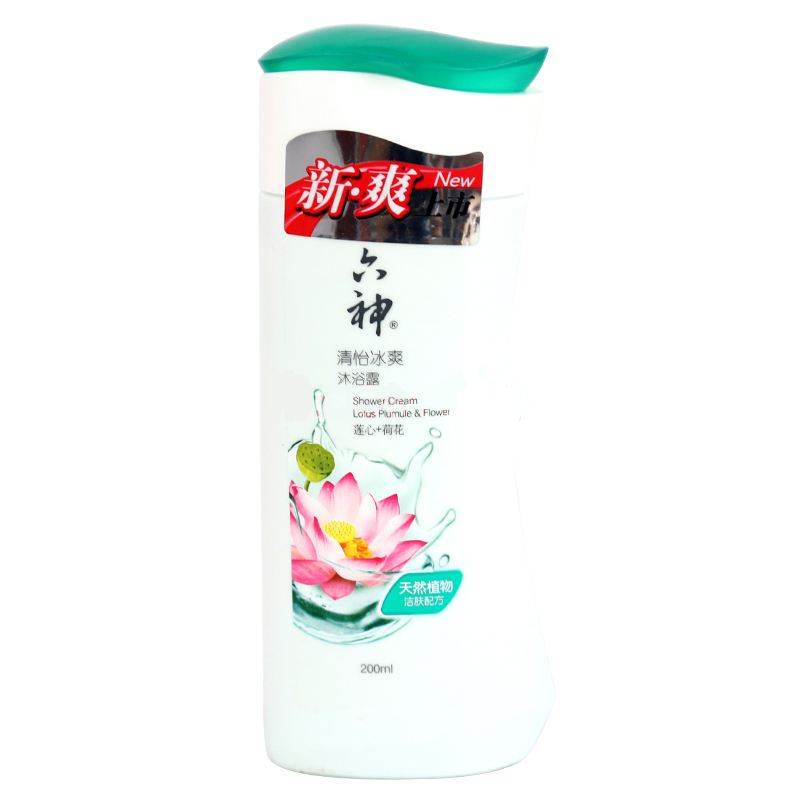 新·爽 New
上市
六神®
清怡冰爽
沐浴露
Shower Cream
Lotus Plumule & Flower
莲心+荷花
天然植物
洁肤配方
200ml